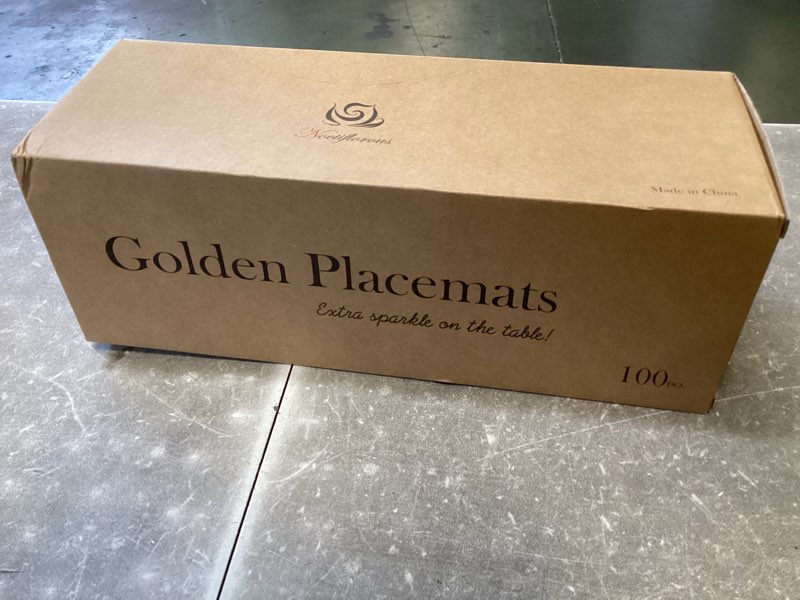 Noctiflorous
Made in China
Golden Placemats
Extra sparkle on the table!
100pcs